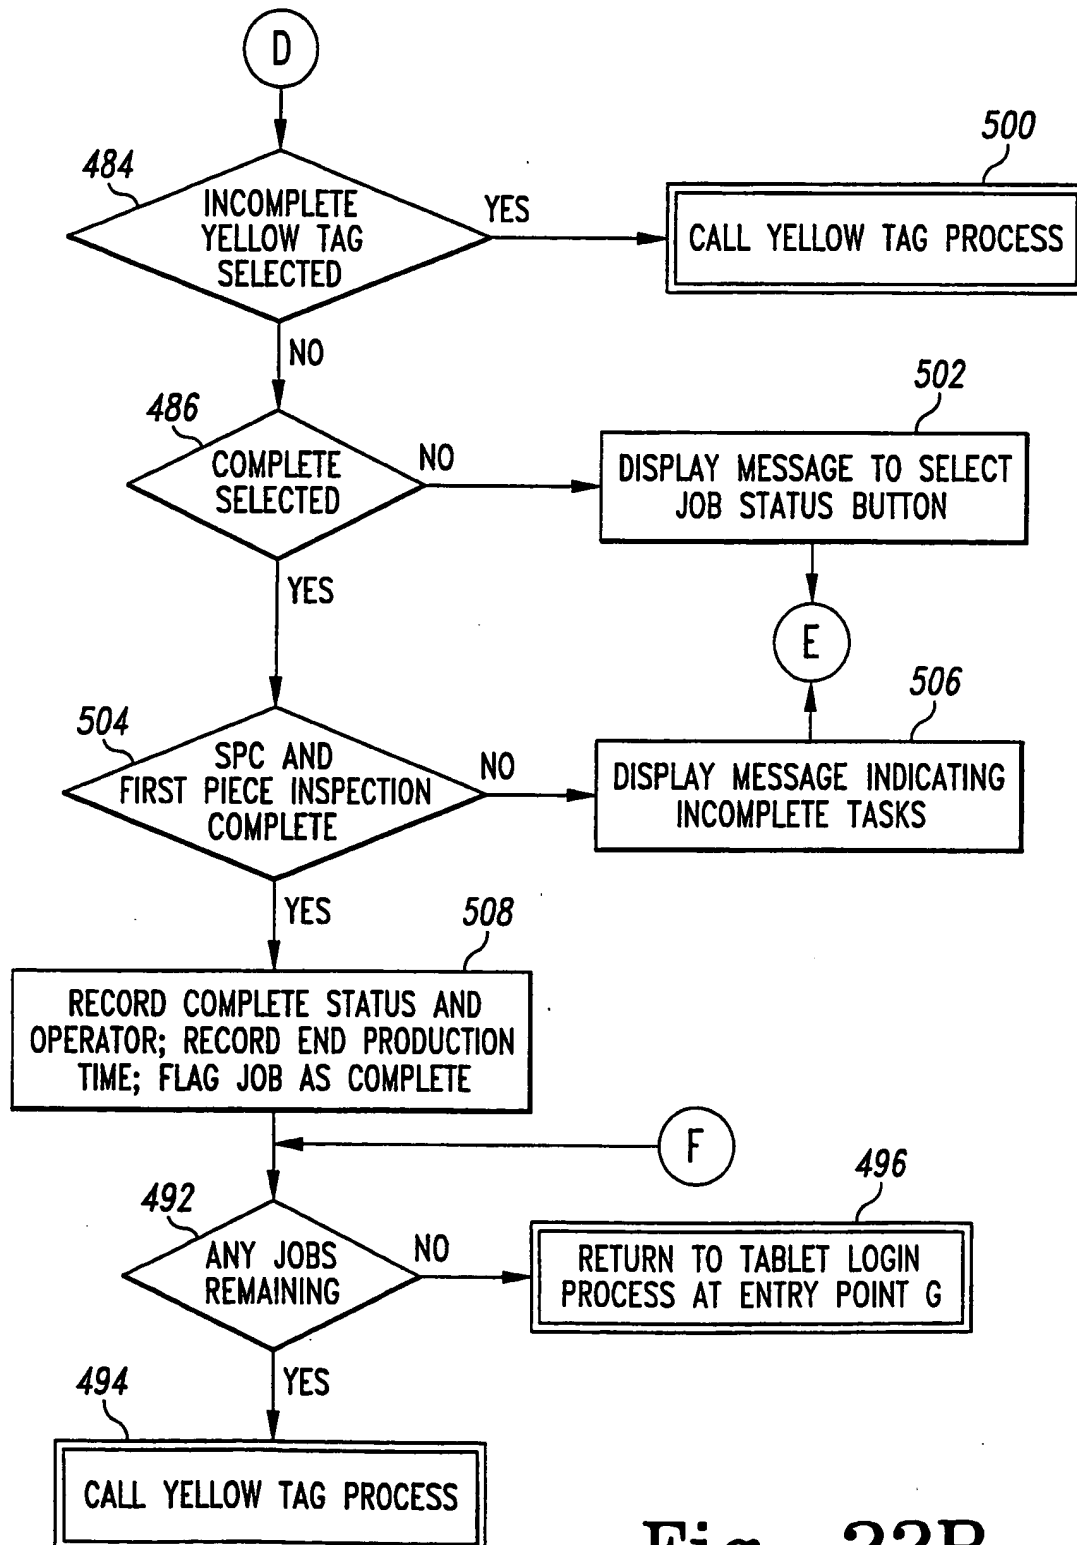 D
484
INCOMPLETE
YELLOW TAG
SELECTED
YES
500
CALL YELLOW TAG PROCESS
NO
486
COMPLETE
SELECTED
NO
502
DISPLAY MESSAGE TO SELECT
JOB STATUS BUTTON
YES
E
504
SPC AND
FIRST PIECE INSPECTION
COMPLETE
NO
506
DISPLAY MESSAGE INDICATING
INCOMPLETE TASKS
YES
508
RECORD COMPLETE STATUS AND
OPERATOR; RECORD END PRODUCTION
TIME; FLAG JOB AS COMPLETE
F
492
ANY JOBS
REMAINING
NO
496
RETURN TO TABLET LOGIN
PROCESS AT ENTRY POINT G
YES
494
CALL YELLOW TAG PROCESS
Fig.